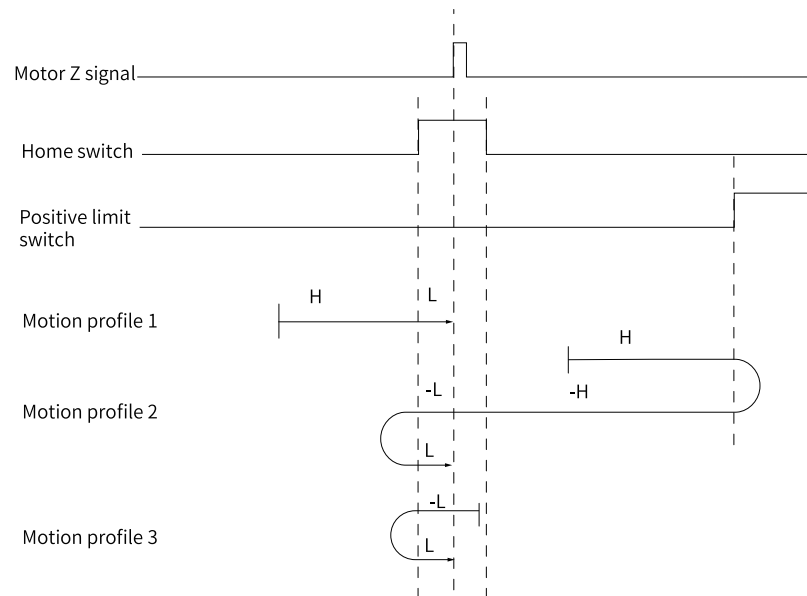 Motor Z signal
Home switch
Positive limit
switch
H
L
Motion profile 1
H
-L
-H
Motion profile 2
L
-L
Motion profile 3
L